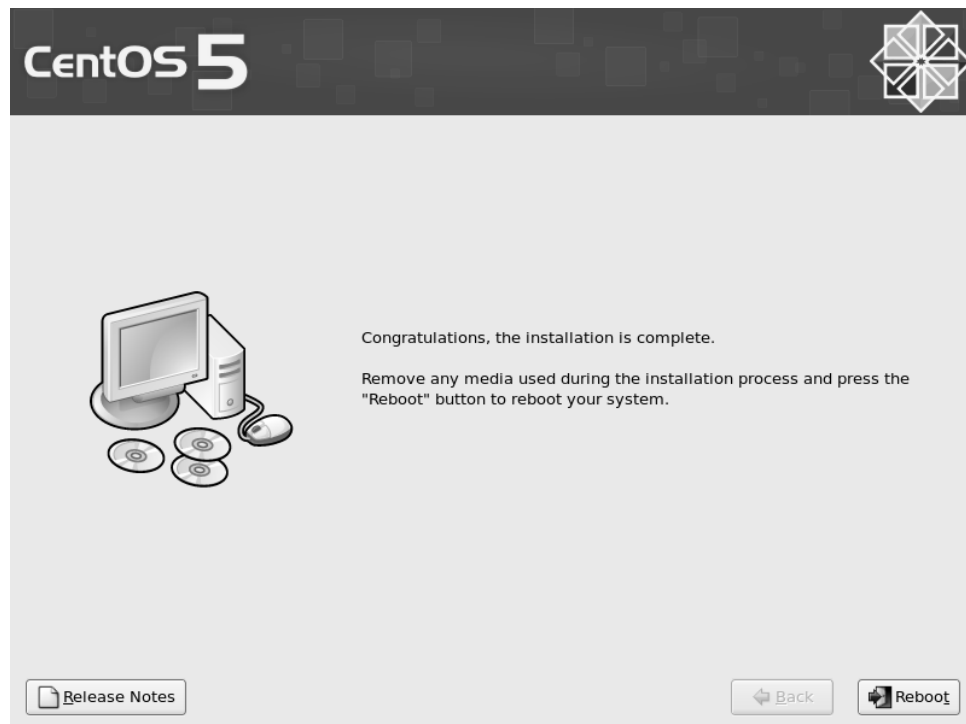 CentOS 5
Congratulations, the installation is complete.
Remove any media used during the installation process and press the
"Reboot" button to reboot your system.
Release Notes
Back
Reboot